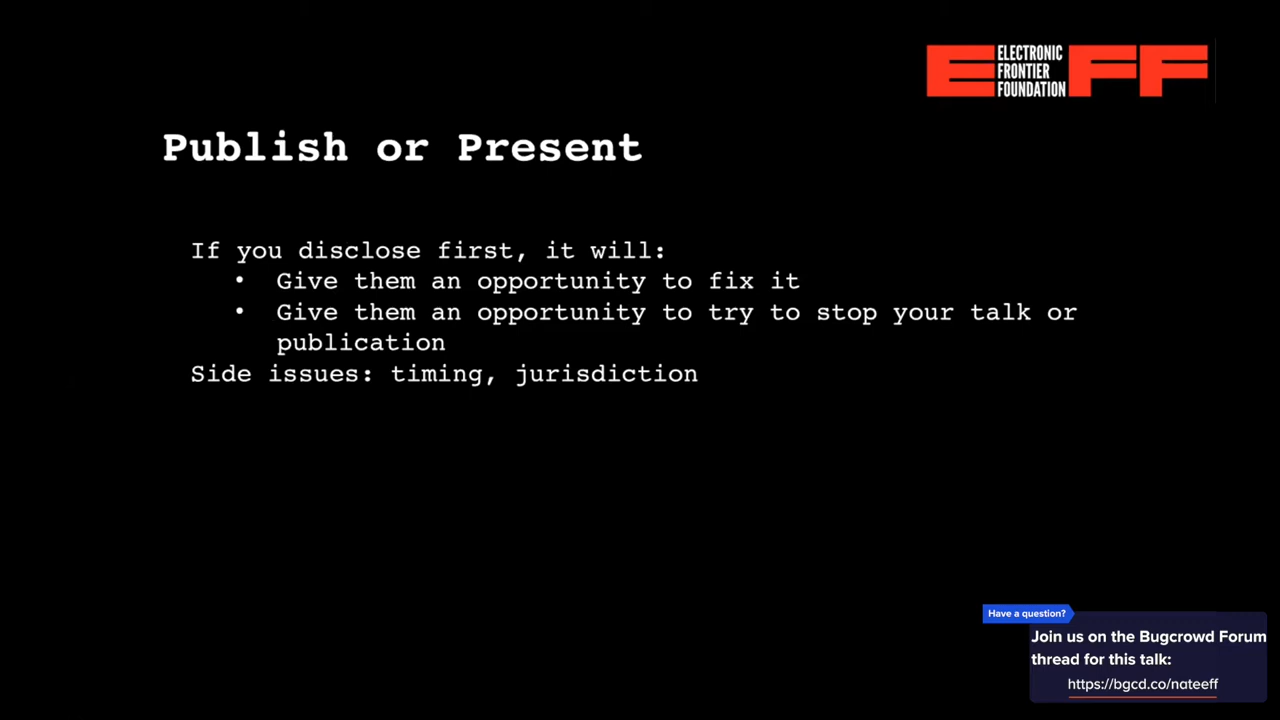 EFF
ELECTRONIC
FRONTIER
FOUNDATION
Publish or Present
If you disclose first, it will:
• Give them an opportunity to fix it
• Give them an opportunity to try to stop your talk or
publication
Side issues: timing, jurisdiction
Have a question?
Join us on the Bugcrowd Forum
thread for this talk:
https://bgcd.co/nateeff